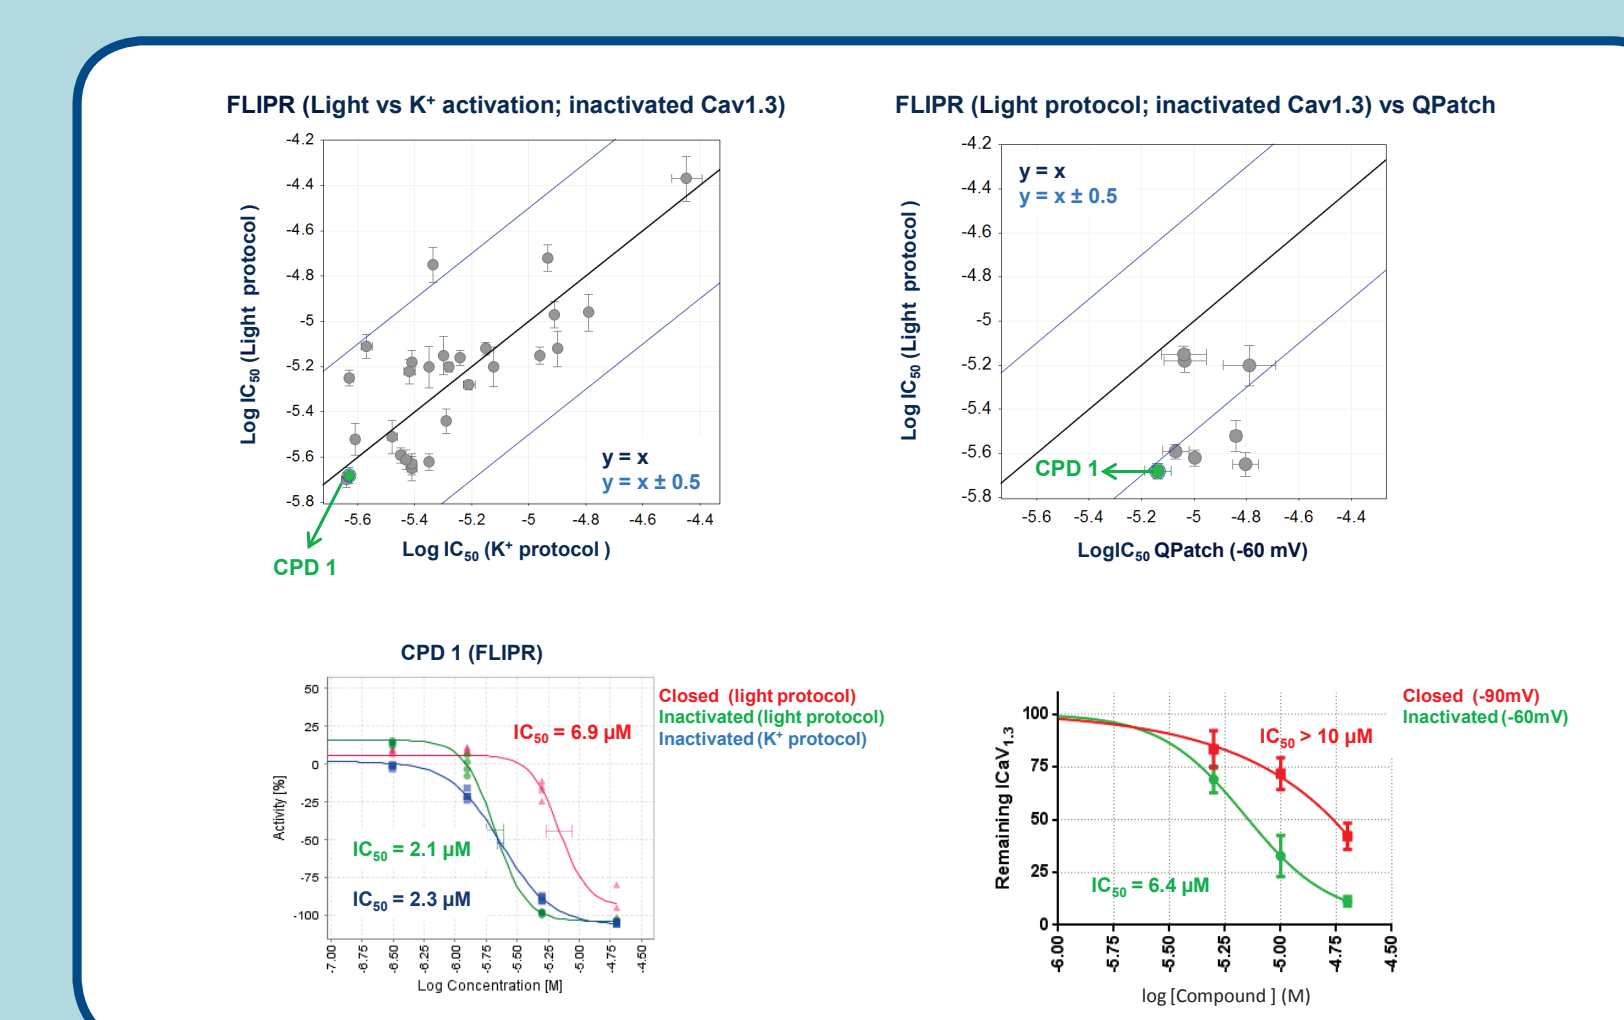 FLIPR (Light vs K⁺ activation; inactivated Cav1.3)
-4.2
-4.4
-4.6
-4.8
-5
-5.2
-5.4
-5.6
-5.8
Log IC₅₀ (Light protocol )
y = x
y = x ± 0.5
-5.6 -5.4 -5.2 -5 -4.8 -4.6 -4.4
Log IC₅₀ (K⁺ protocol )
CPD 1
FLIPR (Light protocol; inactivated Cav1.3) vs QPatch
-4.2
-4.4
-4.6
-4.8
-5
-5.2
-5.4
-5.6
-5.8
Log IC₅₀ (Light protocol )
y = x
y = x ± 0.5
CPD 1
-5.6 -5.4 -5.2 -5 -4.8 -4.6 -4.4
LogIC₅₀ QPatch (-60 mV)
CPD 1 (FLIPR)
50
25
0
-25
-50
-75
-100
Activity [%]
IC₅₀ = 6.9 µM
IC₅₀ = 2.1 µM
IC₅₀ = 2.3 µM
-7.00 -6.75 -6.50 -6.25 -6.00 -5.75 -5.50 -5.25 -5.00 -4.75 -4.50
Log Concentration [M]
Closed (light protocol)
Inactivated (light protocol)
Inactivated (K⁺ protocol)
100
75
50
25
0
Remaining ICaV₁.₃
IC₅₀ > 10 µM
IC₅₀ = 6.4 µM
-6.00 -5.75 -5.50 -5.25 -5.00 -4.75 -4.50
log [Compound ] (M)
Closed (-90mV)
Inactivated (-60mV)